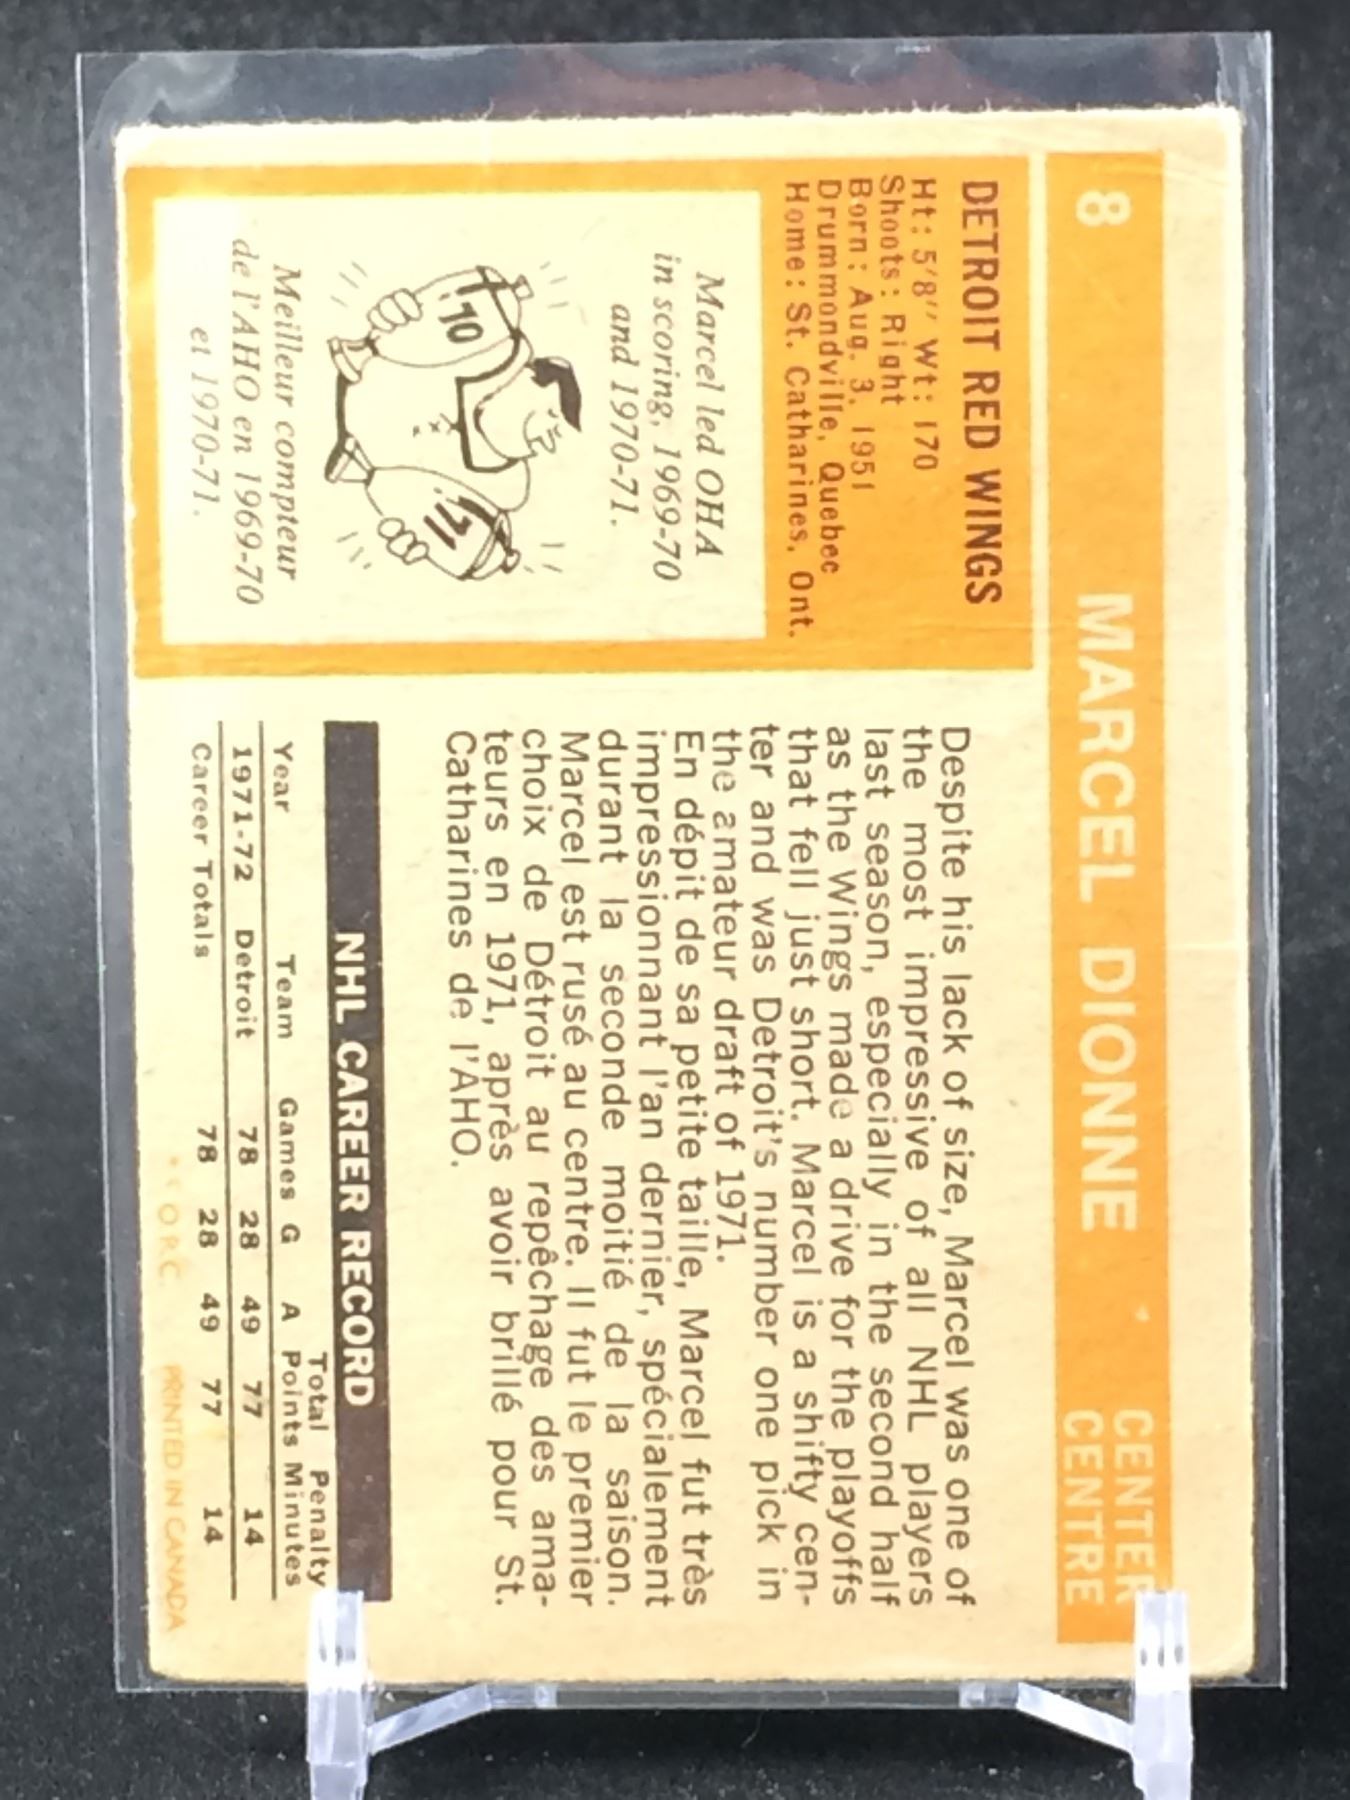 8 MARCEL DIONNE CENTER
CENTRE
DETROIT RED WINGS
Ht: 5'8'' Wt: 170
Shoots: Right
Born: Aug. 3, 1951
Drummondville, Quebec
Home: St. Catharines, Ont.
Marcel led OHA
in scoring, 1969-70
and 1970-71.
'10
'71
Meilleur compteur
de l'AHO en 1969-70
et 1970-71.
Despite his lack of size, Marcel was one of
the most impressive of all NHL players
last season, especially in the second half
as the Wings made a drive for the playoffs
that fell just short. Marcel is a shifty cen-
ter and was Detroit's number one pick in
the amateur draft of 1971.
En dépit de sa petite taille, Marcel fut très
impressionnant l'an dernier, spécialement
durant la seconde moitié de la saison.
Marcel est rusé au centre. Il fut le premier
choix de Détroit au repêchage des ama-
teurs en 1971, après avoir brillé pour St.
Catharines de l'AHO.
NHL CAREER RECORD
Total Penalty
Year Team Games G A Points Minutes
1971-72 Detroit 78 28 49 77 14
Career Totals 78 28 49 77 14
O.P.C. PRINTED IN CANADA